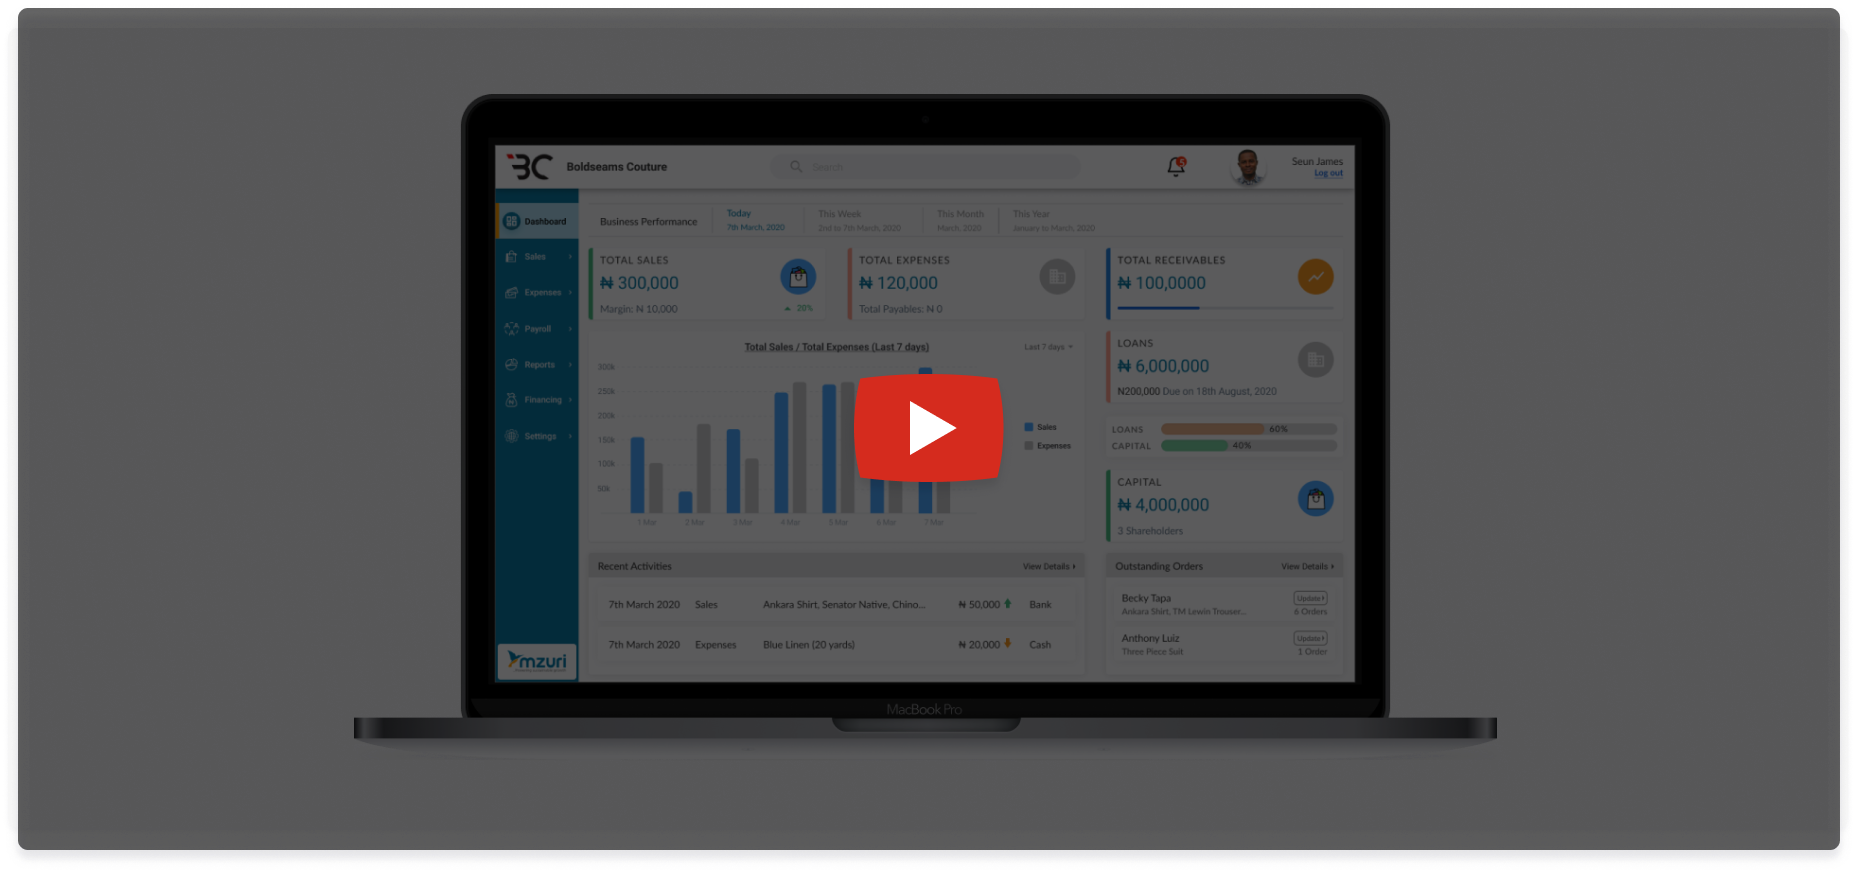 BC Boldseams Couture
Search
5
Seun James
Log out
Dashboard
Sales
Expenses
Payroll
Reports
Financing
Settings
mzuri
Business Performance
Today
7th March, 2020
This Week
2nd to 7th March, 2020
This Month
March, 2020
This Year
January to March, 2020
TOTAL SALES
₦ 300,000
Margin: N 10,000
20%
TOTAL EXPENSES
₦ 120,000
Total Payables: N 0
TOTAL RECEIVABLES
₦ 100,0000
Total Sales / Total Expenses (Last 7 days)
Last 7 days
300k
250k
200k
150k
100k
50k
1 Mar
2 Mar
3 Mar
4 Mar
5 Mar
6 Mar
7 Mar
Sales
Expenses
LOANS
₦ 6,000,000
N200,000 Due on 18th August, 2020
LOANS 60%
CAPITAL 40%
CAPITAL
₦ 4,000,000
3 Shareholders
Recent Activities View Details
7th March 2020 Sales Ankara Shirt, Senator Native, Chino... ₦ 50,000 Bank
7th March 2020 Expenses Blue Linen (20 yards) ₦ 20,000 Cash
Outstanding Orders View Details
Becky Tapa Update
Ankara Shirt, TM Lewin Trouser... 6 Orders
Anthony Luiz Update
Three Piece Suit 1 Order
MacBook Pro